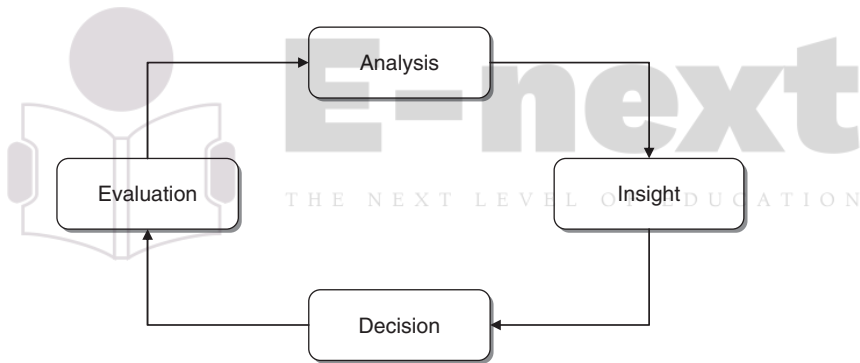 Analysis
E-next
Evaluation
Insight
THE NEXT LEVEL OF EDUCATION
Decision